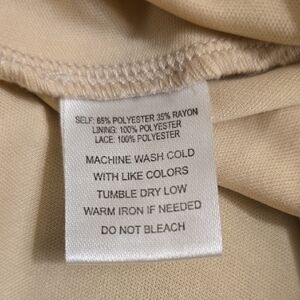 SELF: 65% POLYESTER 35% RAYON
LINING: 100% POLYESTER
LACE: 100% POLYESTER
MACHINE WASH COLD
WITH LIKE COLORS
TUMBLE DRY LOW
WARM IRON IF NEEDED
DO NOT BLEACH